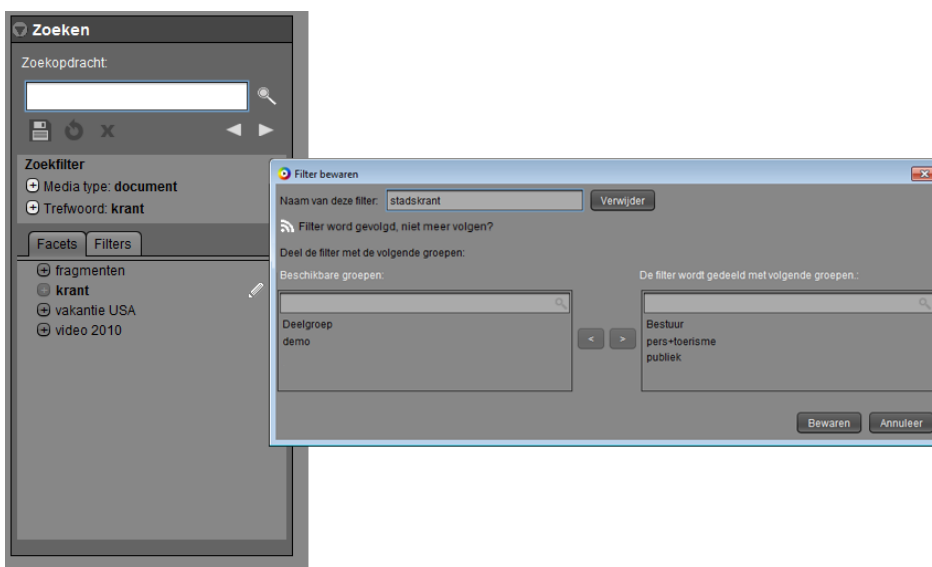 Zoeken
Zoekopdracht:
Zoekfilter
Media type: document
Trefwoord: krant
Facets Filters
fragmenten
krant
vakantie USA
video 2010
Filter bewaren
Naam van deze filter: stadskrant Verwijder
Filter word gevolgd, niet meer volgen?
Deel de filter met de volgende groepen:
Beschikbare groepen:
Deelgroep
demo
< >
De filter wordt gedeeld met volgende groepen.:
Bestuur
pers+toerisme
publiek
Bewaren Annuleer